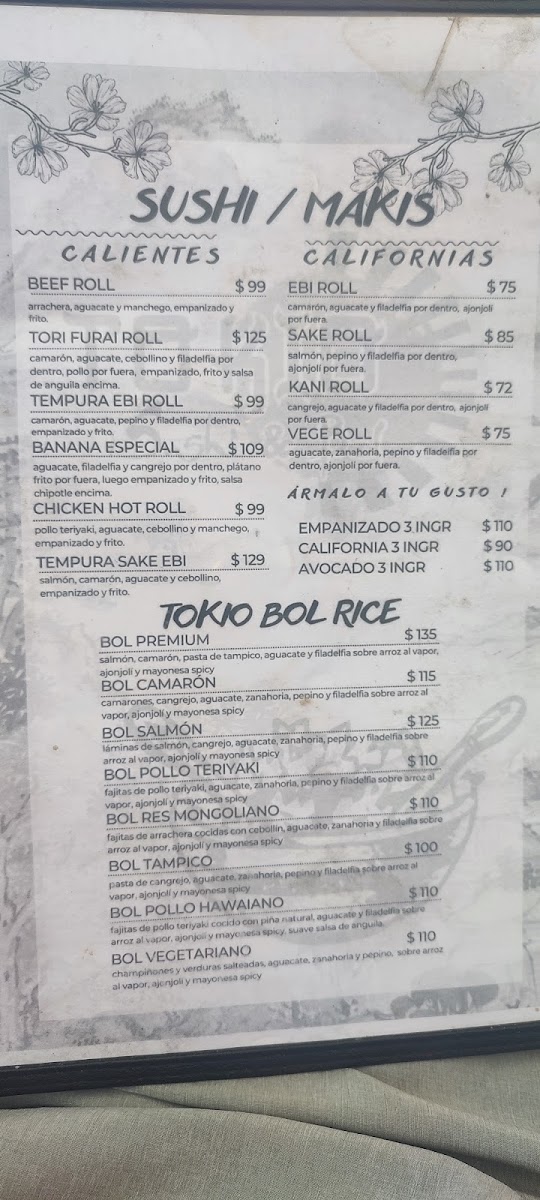 SUSHI / MAKIS
CALIENTES
BEEF ROLL $ 99
arrachera, aguacate y manchego, empanizado y
frito.
TORI FURAI ROLL $ 125
camarón, aguacate, cebollino y filadelfia por
dentro, pollo por fuera, empanizado, frito y salsa
de anguila encima.
TEMPURA EBI ROLL $ 99
camarón, aguacate, pepino y filadelfia por dentro,
empanizado y frito.
BANANA ESPECIAL $ 109
aguacate, filadelfia y cangrejo por dentro, plátano
frito por fuera, luego empanizado y frito, salsa
chipotle encima.
CHICKEN HOT ROLL $ 99
pollo teriyaki, aguacate, cebollino y manchego,
empanizado y frito.
TEMPURA SAKE EBI $ 129
salmón, camarón, aguacate y cebollino,
empanizado y frito.
CALIFORNIAS
EBI ROLL $ 75
camarón, aguacate y filadelfia por dentro, ajonjolí
por fuera.
SAKE ROLL $ 85
salmón, pepino y filadelfia por dentro,
ajonjolí por fuera.
KANI ROLL $ 72
cangrejo, aguacate y filadelfia por dentro, ajonjolí
por fuera.
VEGE ROLL $ 75
aguacate, zanahoria, pepino y filadelfia por
dentro, ajonjolí por fuera.
ÁRMALO A TU GUSTO !
EMPANIZADO 3 INGR $ 110
CALIFORNIA 3 INGR $ 90
AVOCADO 3 INGR $ 110
TOKIO BOL RICE
BOL PREMIUM $ 135
salmón, camarón, pasta de tampico, aguacate y filadelfia sobre arroz al vapor,
ajonjolí y mayonesa spicy
BOL CAMARÓN $ 115
camarones, cangrejo, aguacate, zanahoria, pepino y filadelfia sobre arroz al
vapor, ajonjolí y mayonesa spicy
BOL SALMÓN $ 125
láminas de salmón, cangrejo, aguacate, zanahoria, pepino y filadelfia sobre
arroz al vapor, ajonjolí y mayonesa spicy
BOL POLLO TERIYAKI $ 110
fajitas de pollo teriyaki, aguacate, zanahoria, pepino y filadelfia sobre arroz al
vapor, ajonjolí y mayonesa spicy
BOL RES MONGOLIANO $ 110
fajitas de arrachera cocidas con cebollín, aguacate, zanahoria y filadelfia sobre
arroz al vapor, ajonjolí y mayonesa spicy
BOL TAMPICO $ 100
pasta de cangrejo, aguacate, zanahoria, pepino y filadelfia sobre arroz al
vapor, ajonjolí y mayonesa spicy
BOL POLLO HAWAIANO $ 110
fajitas de pollo teriyaki cocido con piña natural, aguacate y filadelfia sobre
arroz al vapor, ajonjolí y mayonesa spicy, suave salsa de anguila.
BOL VEGETARIANO $ 110
champiñones y verduras salteadas, aguacate, zanahoria y pepino, sobre arroz
al vapor, ajonjolí y mayonesa spicy